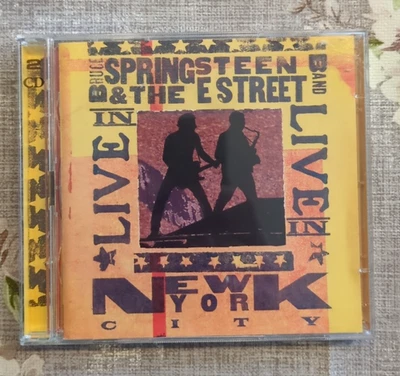 BRUCE
SPRINGSTEEN
& THE E STREET
BAND
LIVE IN
LIVE IN
NEW YORK
CITY